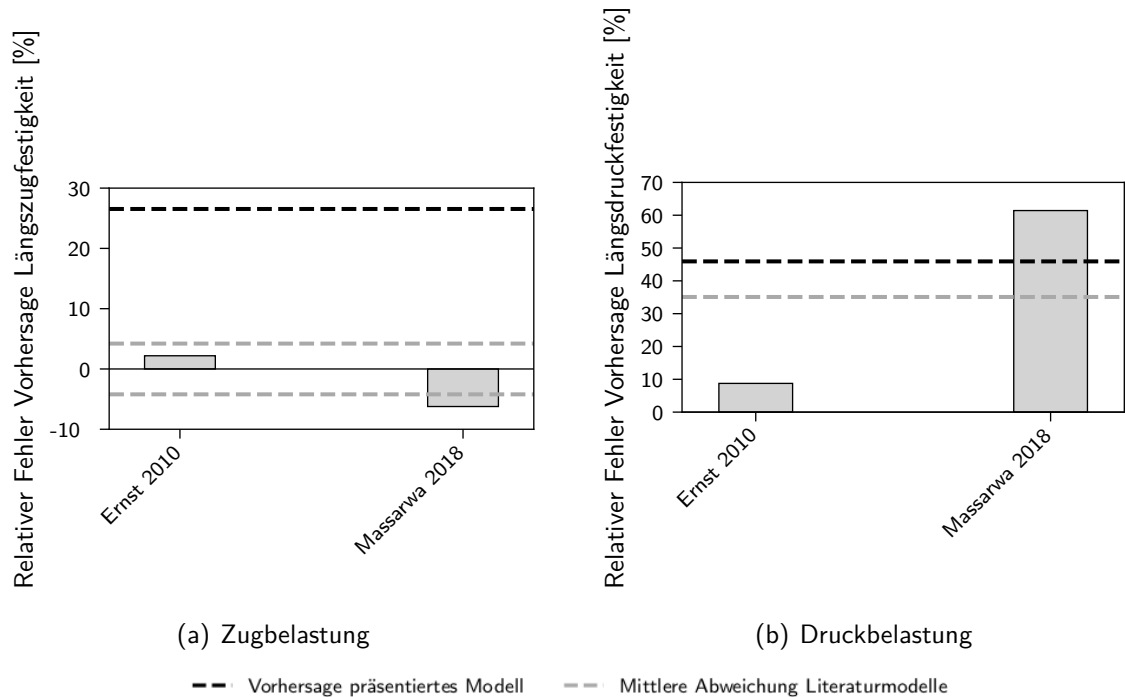 Relativer Fehler Vorhersage Längszugfestigkeit [%]
30
20
10
0
-10
Ernst 2010
Massarwa 2018
(a) Zugbelastung
Relativer Fehler Vorhersage Längsdruckfestigkeit [%]
70
60
50
40
30
20
10
0
Ernst 2010
Massarwa 2018
(b) Druckbelastung
Vorhersage präsentiertes Modell
Mittlere Abweichung Literaturmodelle